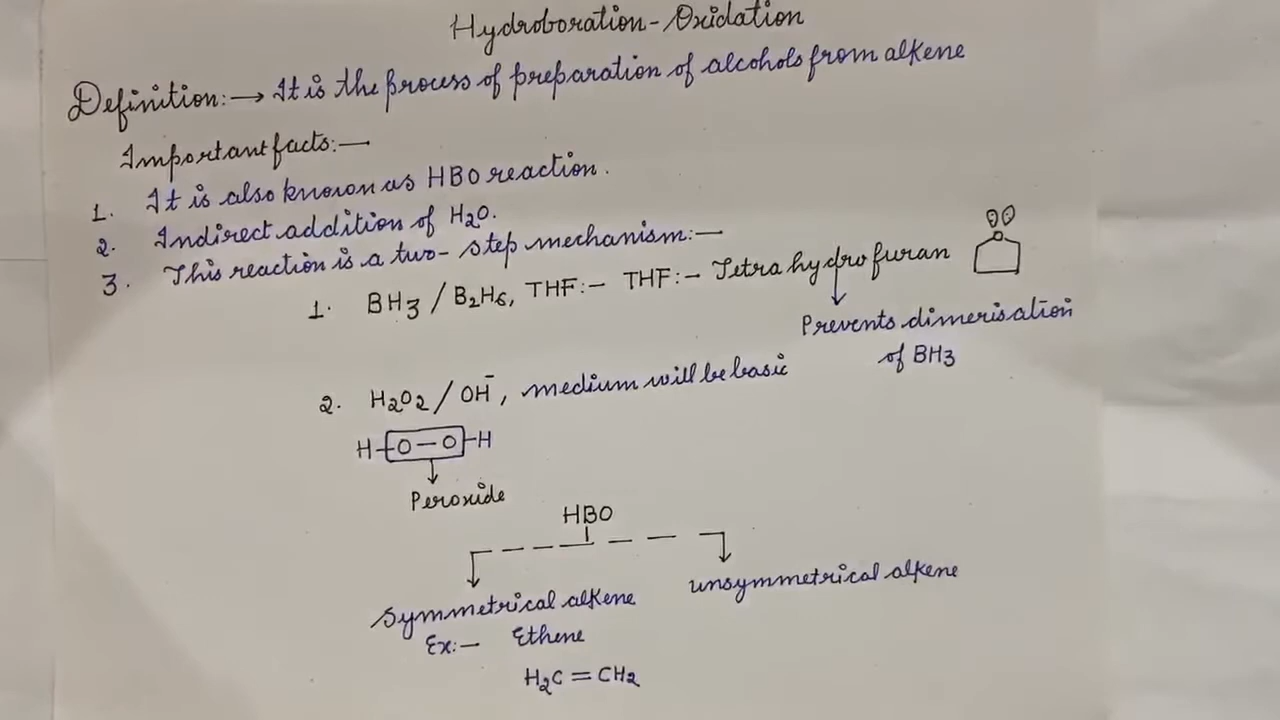 Hydroboration-Oxidation
Definition:→ It is the process of preparation of alcohols from alkene
Important facts:—
1. It is also known as HBO reaction.
2. Indirect addition of H₂O.
3. This reaction is a two-step mechanism:—
1. BH₃ / B₂H₆, THF:- THF:- Tetra hydro furan
O
Prevents dimerisation
of BH₃
2. H₂O₂ / OH⁻, medium will be basic
H-O-O-H
Peroxide
HBO
Symmetrical alkene
unsymmetrical alkene
Ex:- Ethene
H₂C = CH₂